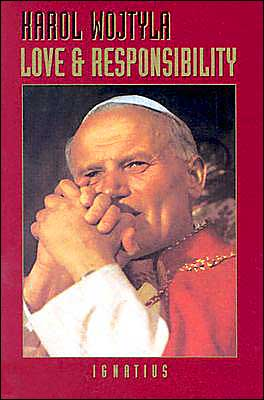 KAROL WOJTYLA
LOVE & RESPONSIBILITY
IGNATIUS